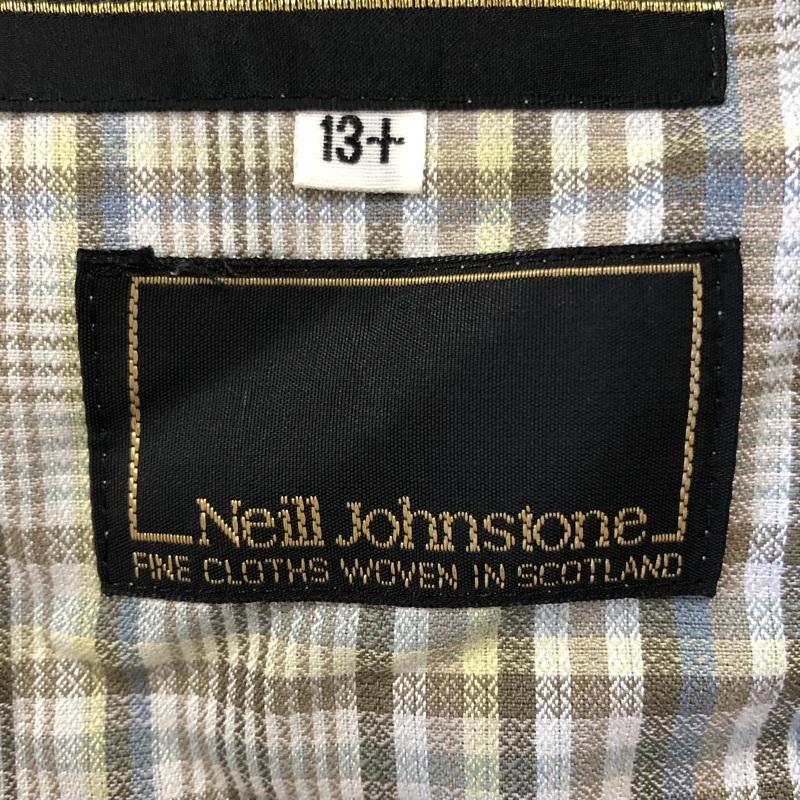 13+
Neill Johnstone
FINE CLOTHS WOVEN IN SCOTLAND